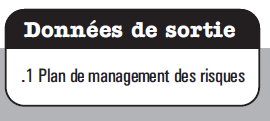 Données de sortie
.1 Plan de management des risques